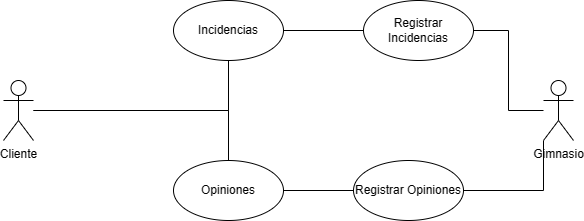 Incidencias
Registrar
Incidencias
Cliente
Gimnasio
Opiniones
Registrar Opiniones